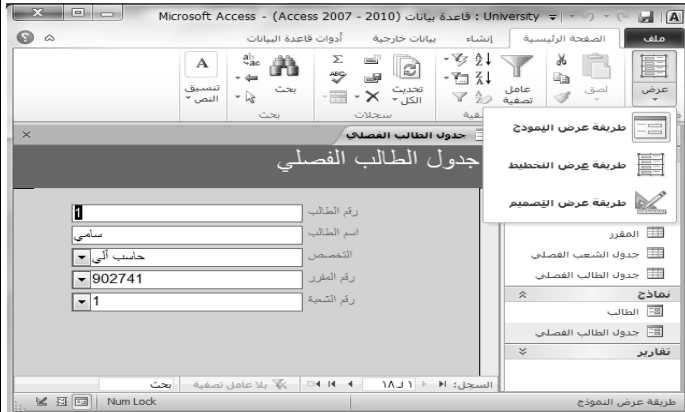 University : قاعدة بيانات (Access 2007 - 2010) - Microsoft Access
ملف
الصفحة الرئيسية
إنشاء
بيانات خارجية
أدوات قاعدة البيانات
عرض
لصق
عامل تصفية
تحديث الكل
سجلات
بحث
بحث
تنسيق النص
طريقة عرض النموذج
طريقة عرض التخطيط
طريقة عرض التصميم
جدول الطالب الفصلي
جدول الطالب الفصلي
رقم الطالب
1
اسم الطالب
سامي
التخصص
حاسب آلي
رقم المقرر
902741
رقم الشعبة
1
المقرر
جدول الشعب الفصلي
جدول الطالب الفصلي
نماذج
الطالب
جدول الطالب الفصلي
تقارير
السجل: ١ لـ ١٨
بلا عامل تصفية
بحث
طريقة عرض النموذج
Num Lock